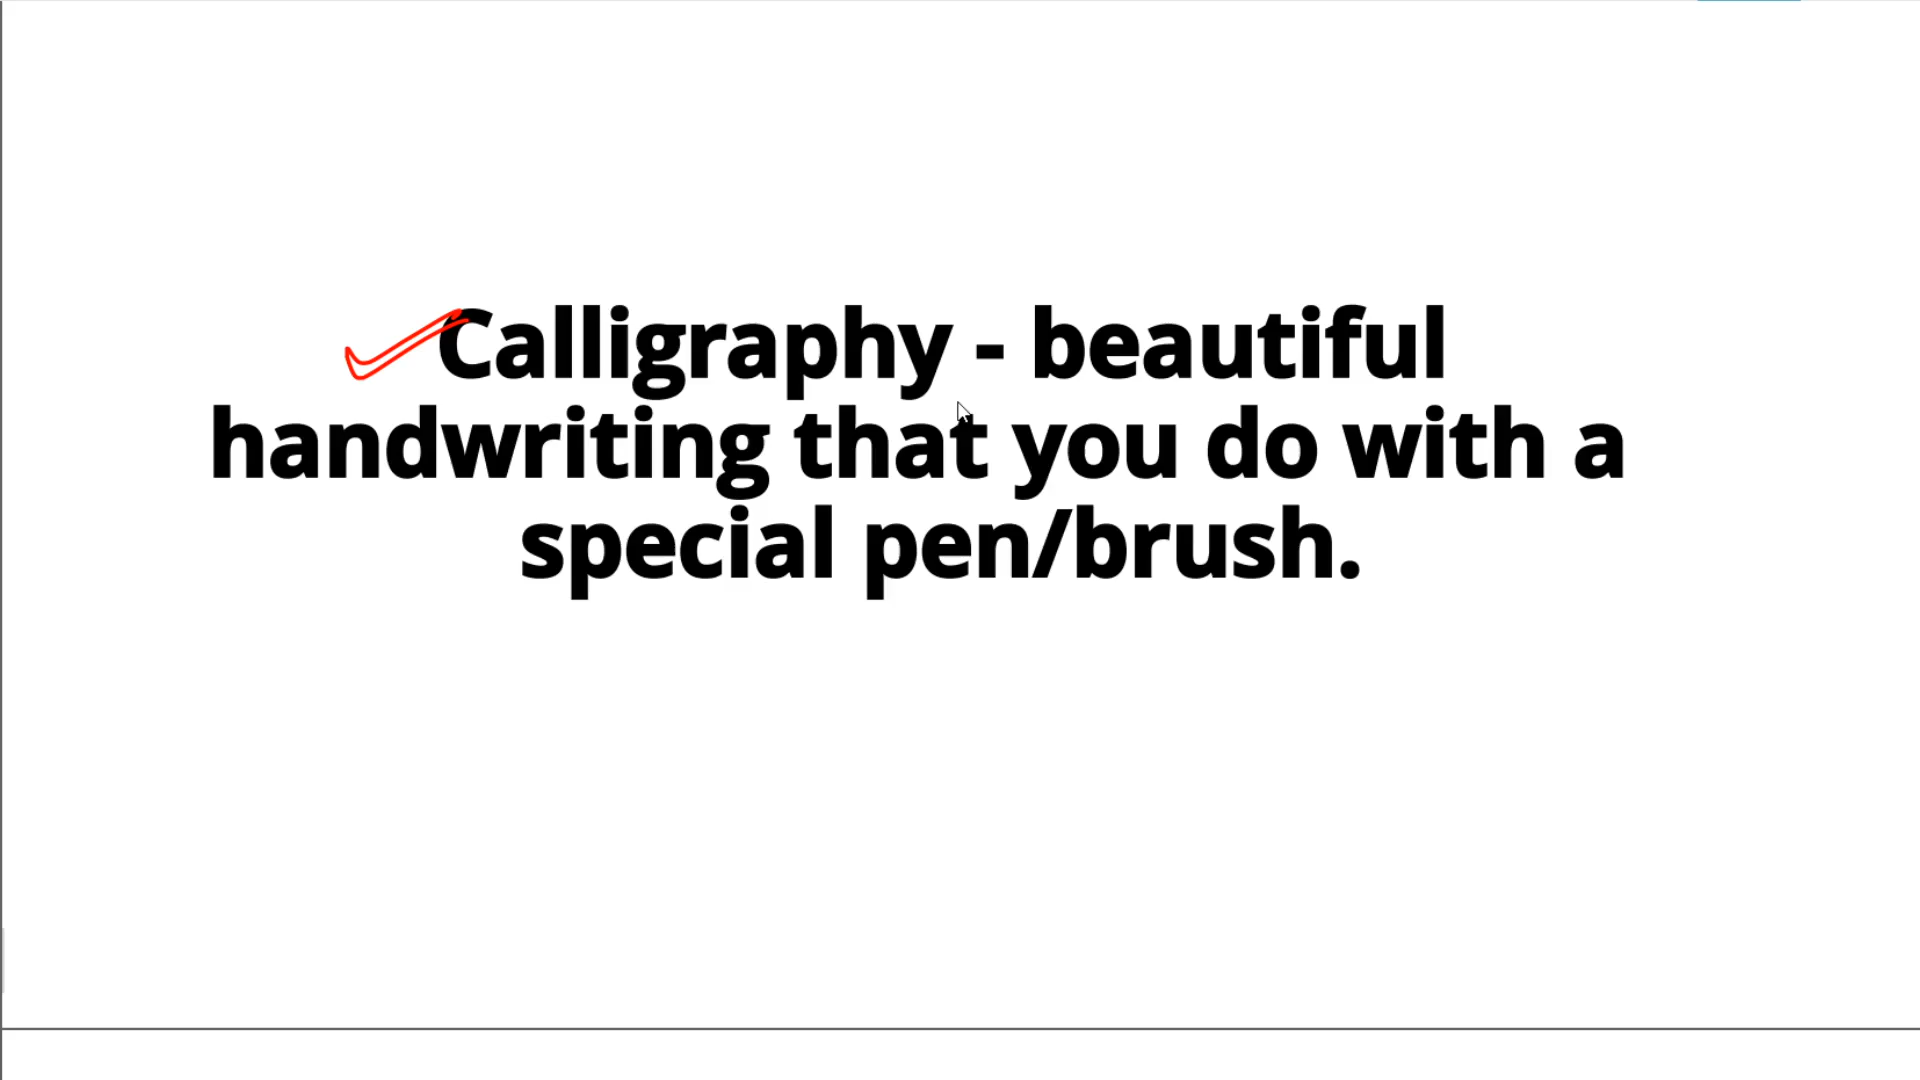 Calligraphy - beautiful
handwriting that you do with a
special pen/brush.